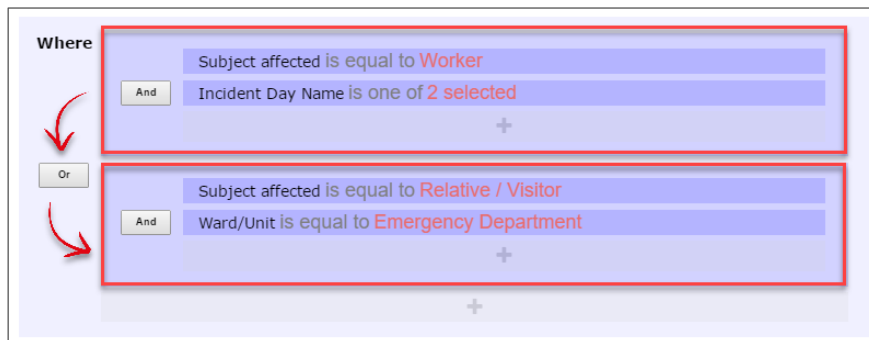 Where
Subject affected is equal to Worker
And
Incident Day Name is one of 2 selected
+
Or
Subject affected is equal to Relative / Visitor
And
Ward/Unit is equal to Emergency Department
+
+